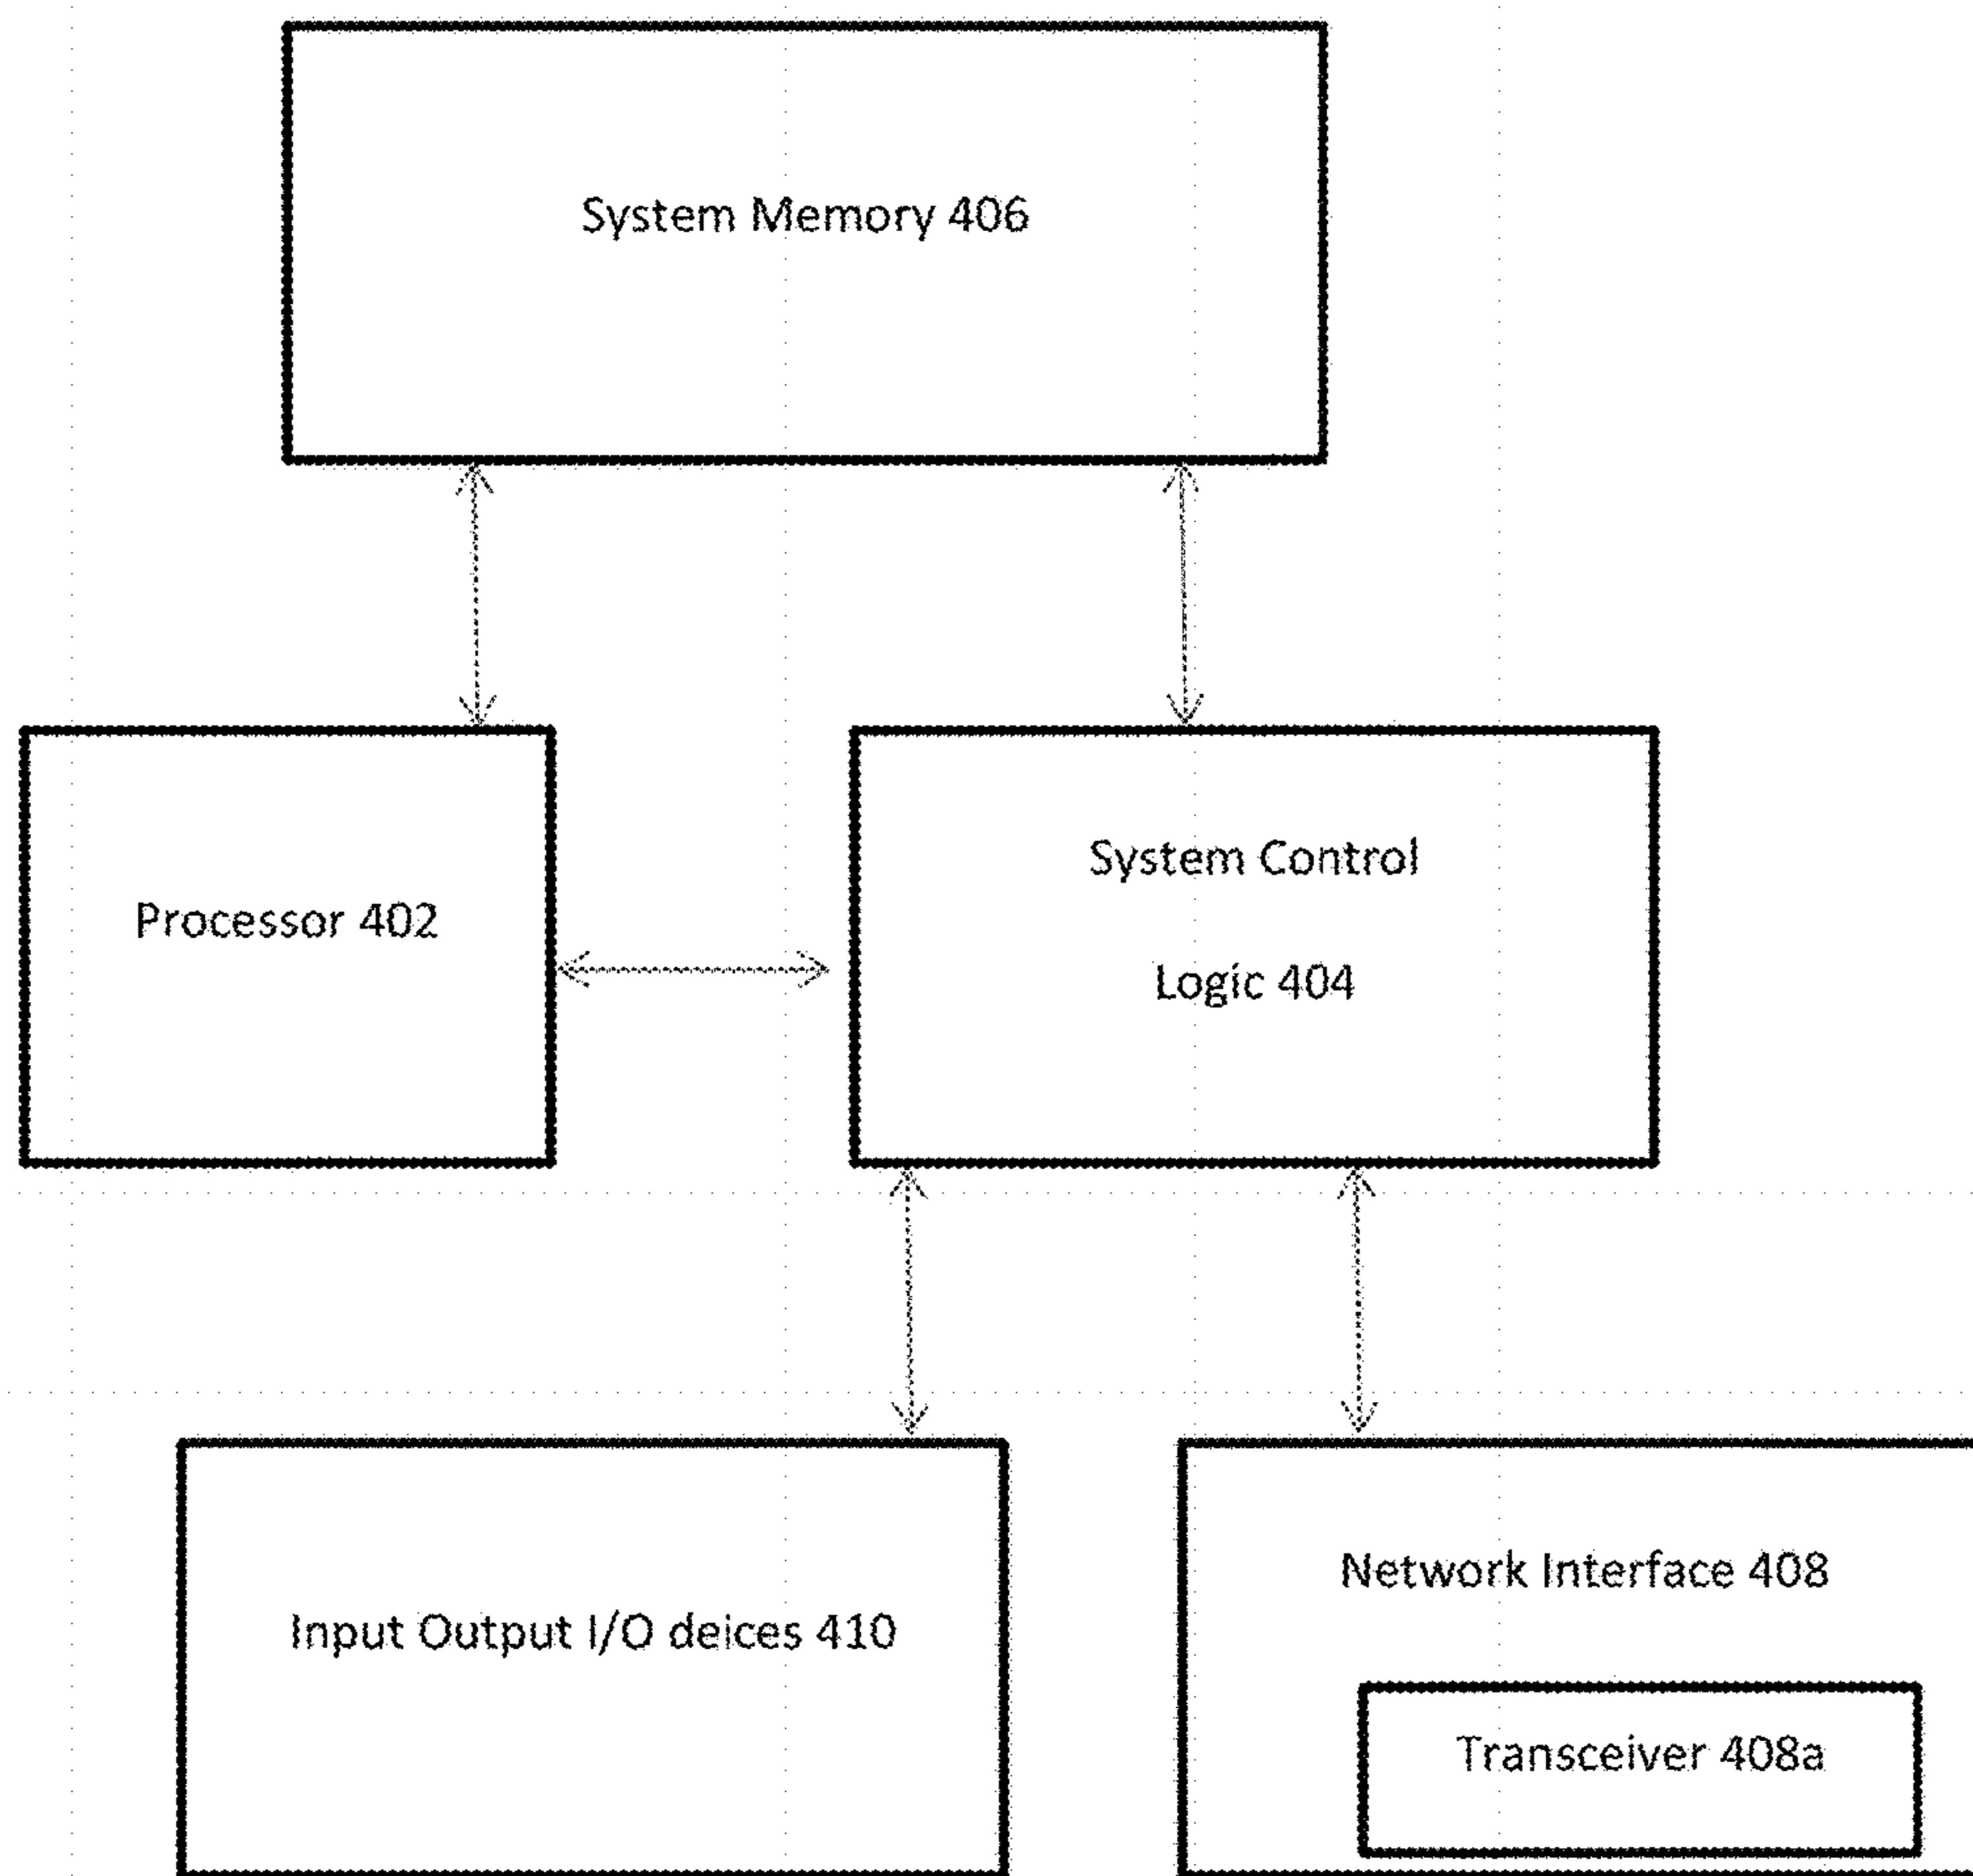 System Memory 406
Processor 402
System Control
Logic 404
Input Output I/O deices 410
Network Interface 408
Transceiver 408a